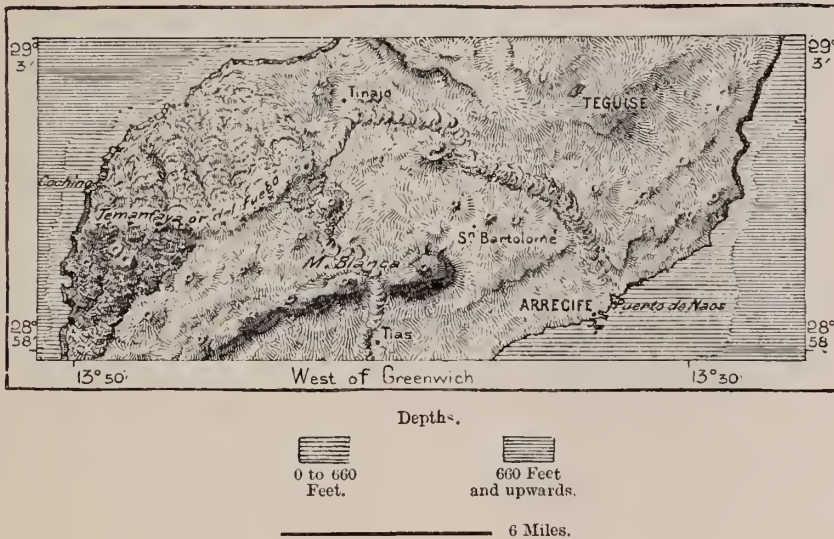 29°
3′
29°
3′
Tinajo
TEGUISE
Cochino
Temanfaya or del fuego
Sn. Bartolomé
M. Blanca
ARRECIFE
Puerto de Naos
28°
58′
28°
58′
Tias
13°50′
West of Greenwich
13°30′
Depths.
0 to 660
Feet.
660 Feet
and upwards.
6 Miles.